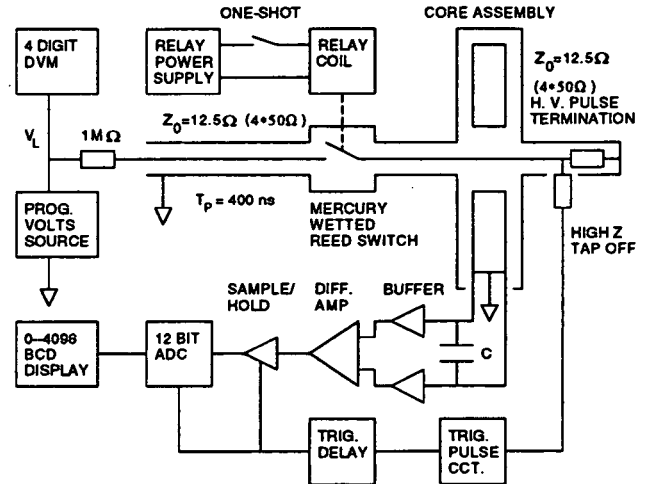 ONE-SHOT
CORE ASSEMBLY
4 DIGIT
DVM
RELAY
POWER
SUPPLY
RELAY
COIL
Z₀=12.5Ω
(4*50Ω)
H. V. PULSE
TERMINATION
V_L
1MΩ
Z₀=12.5Ω (4*50Ω)
PROG.
VOLTS
SOURCE
T_P = 400 ns
MERCURY
WETTED
REED SWITCH
HIGH Z
TAP OFF
SAMPLE/
HOLD
DIFF.
AMP
BUFFER
0--4096
BCD
DISPLAY
12 BIT
ADC
C
TRIG.
DELAY
TRIG.
PULSE
CCT.